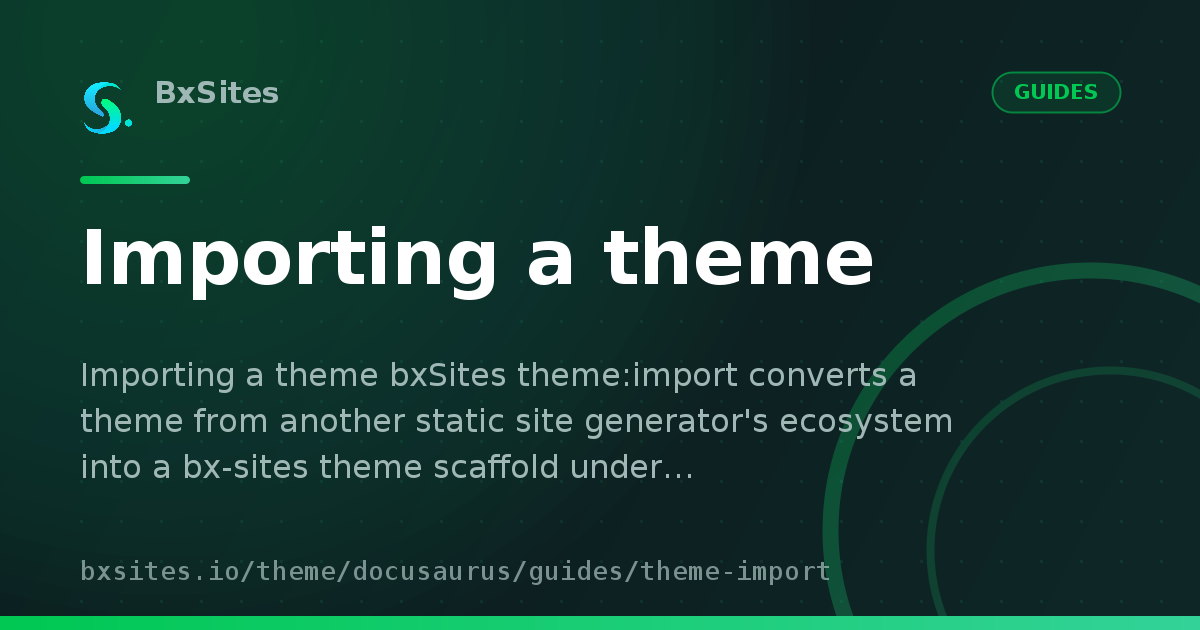 BxSites
GUIDES
Importing a theme
Importing a theme bxSites theme:import converts a
theme from another static site generator's ecosystem
into a bx-sites theme scaffold under…
bxsites.io/theme/docusaurus/guides/theme-import